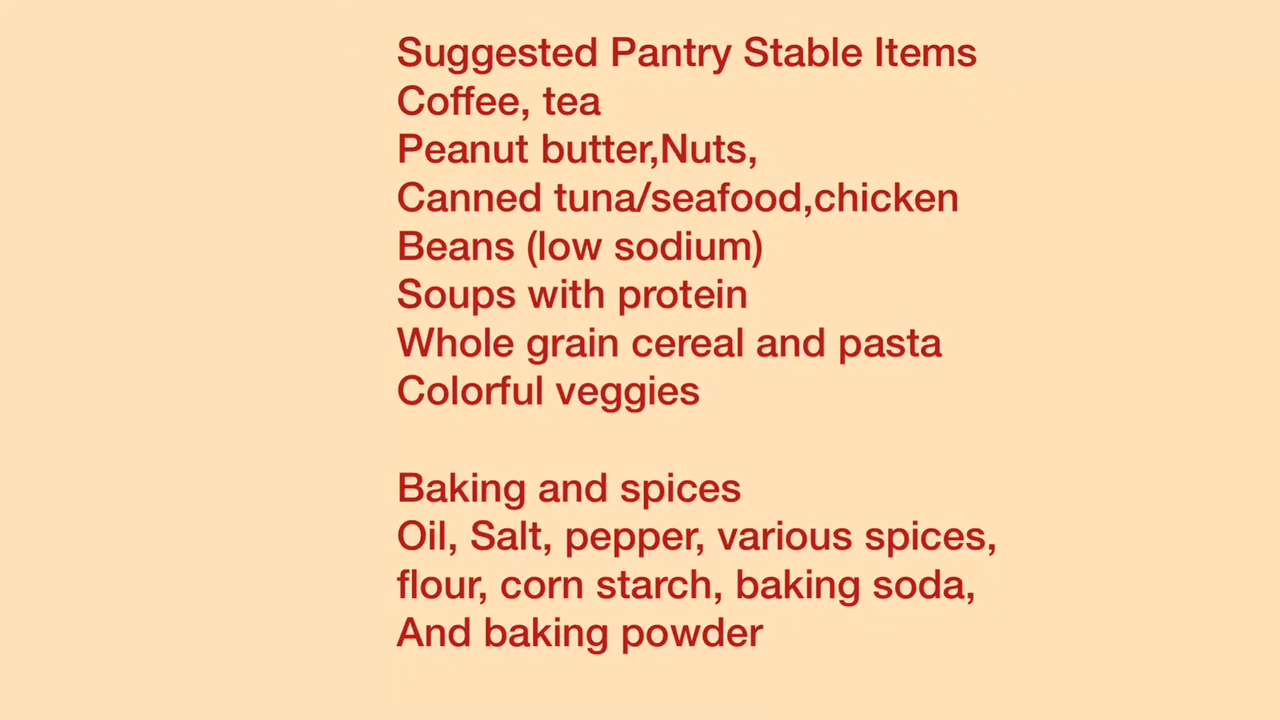 Suggested Pantry Stable Items
Coffee, tea
Peanut butter,Nuts,
Canned tuna/seafood,chicken
Beans (low sodium)
Soups with protein
Whole grain cereal and pasta
Colorful veggies
Baking and spices
Oil, Salt, pepper, various spices,
flour, corn starch, baking soda,
And baking powder